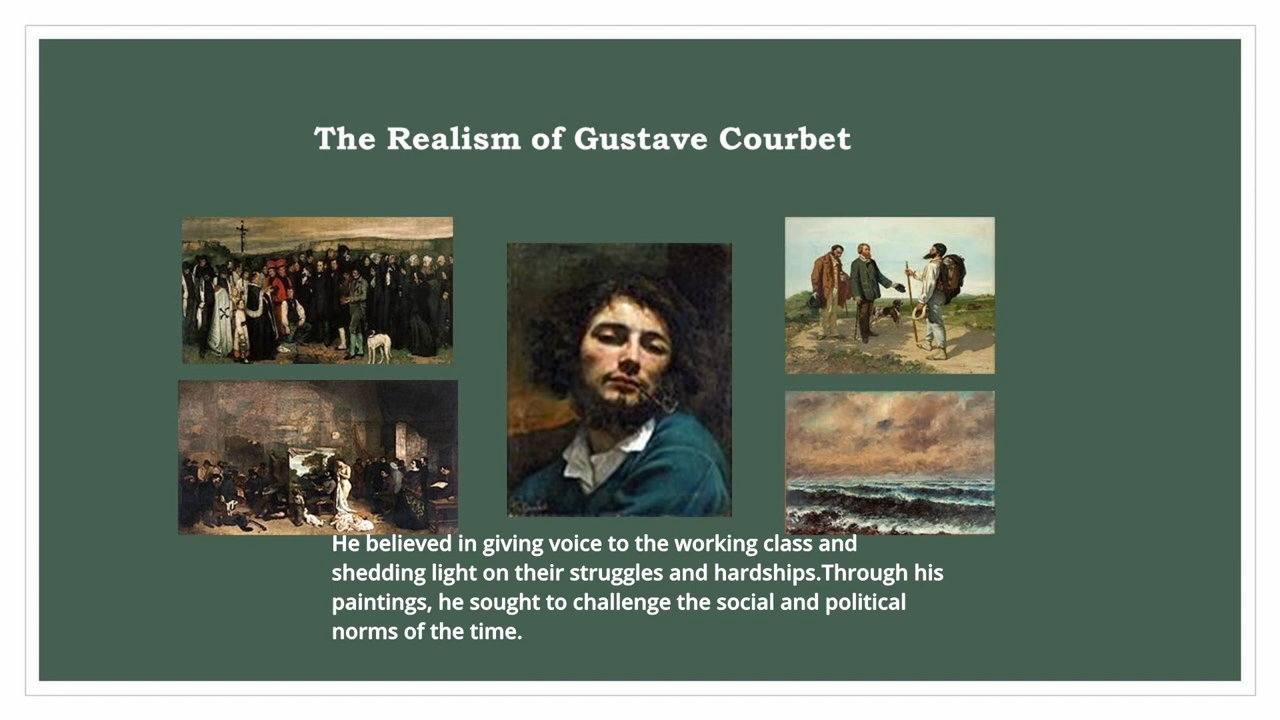 The Realism of Gustave Courbet
He believed in giving voice to the working class and
shedding light on their struggles and hardships.Through his
paintings, he sought to challenge the social and political
norms of the time.